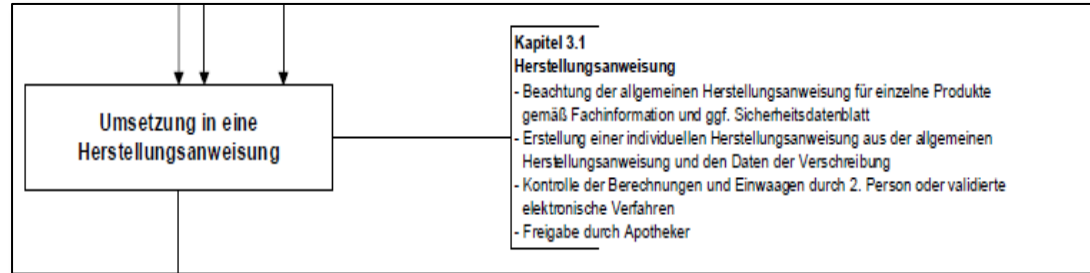 Umsetzung in eine
Herstellungsanweisung
Kapitel 3.1
Herstellungsanweisung
- Beachtung der allgemeinen Herstellungsanweisung für einzelne Produkte
gemäß Fachinformation und ggf. Sicherheitsdatenblatt
- Erstellung einer individuellen Herstellungsanweisung aus der allgemeinen
Herstellungsanweisung und den Daten der Verschreibung
- Kontrolle der Berechnungen und Einwaagen durch 2. Person oder validierte
elektronische Verfahren
- Freigabe durch Apotheker